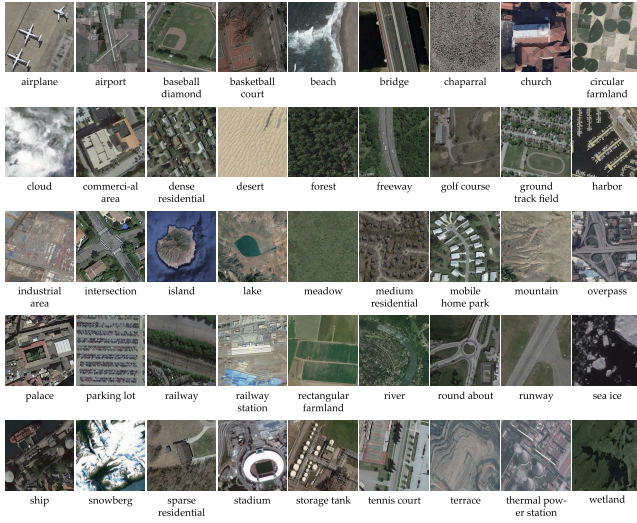 airplane
airport
baseball
diamond
basketball
court
beach
bridge
chaparral
church
circular
farmland
cloud
commerci-al
area
dense
residential
desert
forest
freeway
golf course
ground
track field
harbor
industrial
area
intersection
island
lake
meadow
medium
residential
mobile
home park
mountain
overpass
palace
parking lot
railway
railway
station
rectangular
farmland
river
round about
runway
sea ice
ship
snowberg
sparse
residential
stadium
storage tank
tennis court
terrace
thermal pow-
er station
wetland